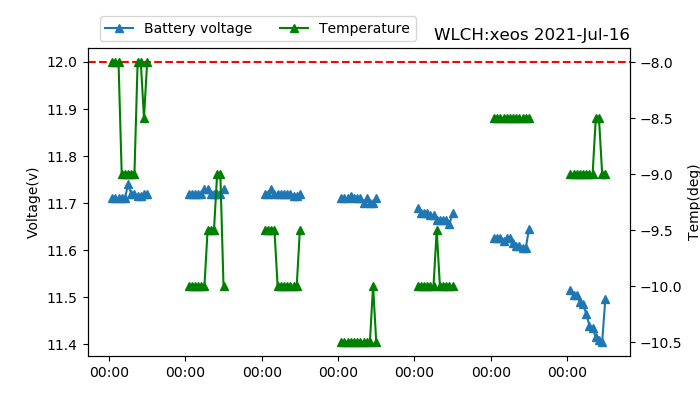 Battery voltage
Temperature
WLCH:xeos 2021-Jul-16
12.0
11.9
11.8
11.7
11.6
11.5
11.4
Voltage(v)
−8.0
−8.5
−9.0
−9.5
−10.0
−10.5
Temp(deg)
00:00 00:00 00:00 00:00 00:00 00:00 00:00